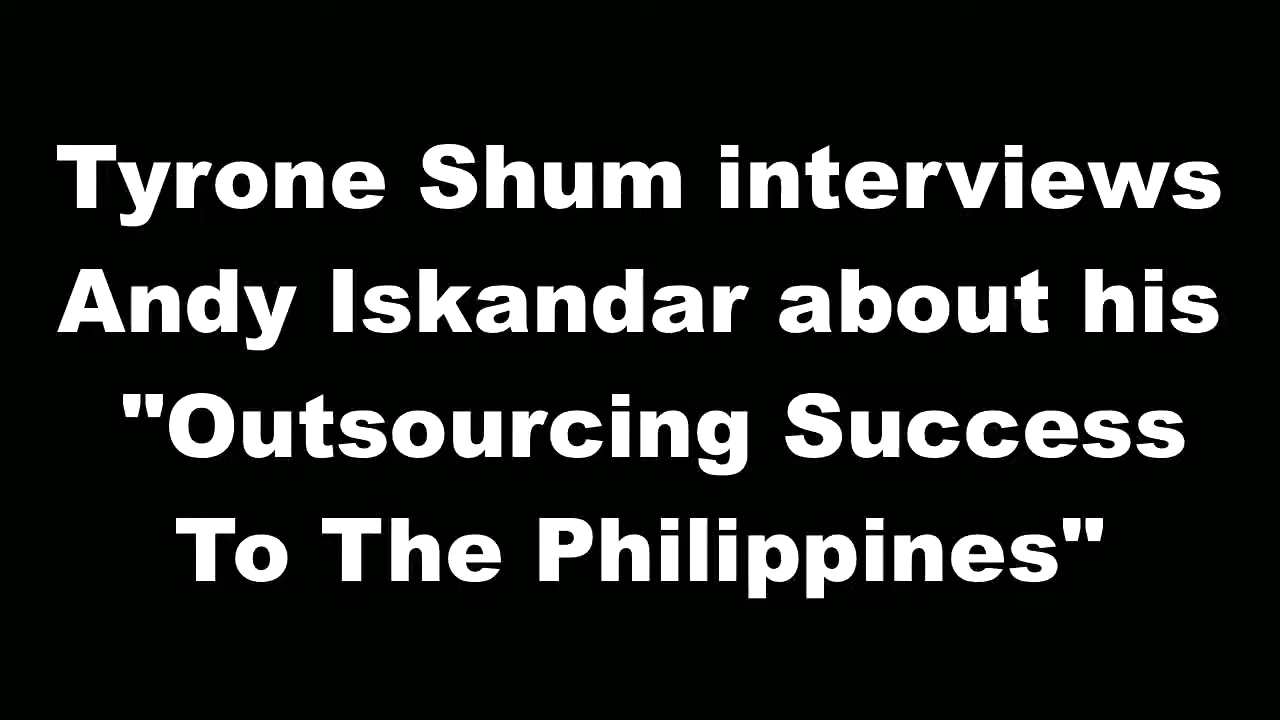 Tyrone Shum interviews
Andy Iskandar about his
"Outsourcing Success
To The Philippines"